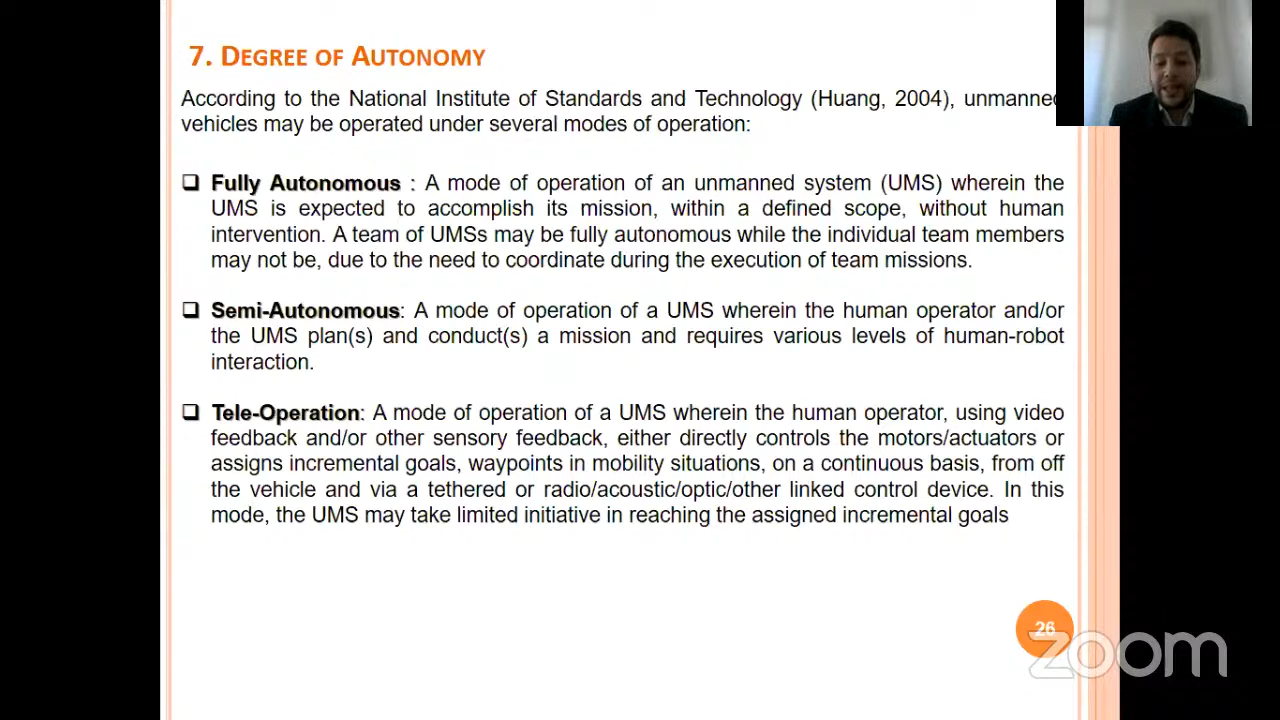 7. DEGREE OF AUTONOMY
According to the National Institute of Standards and Technology (Huang, 2004), unmanned
vehicles may be operated under several modes of operation:
❑ Fully Autonomous : A mode of operation of an unmanned system (UMS) wherein the
UMS is expected to accomplish its mission, within a defined scope, without human
intervention. A team of UMSs may be fully autonomous while the individual team members
may not be, due to the need to coordinate during the execution of team missions.
❑ Semi-Autonomous: A mode of operation of a UMS wherein the human operator and/or
the UMS plan(s) and conduct(s) a mission and requires various levels of human-robot
interaction.
❑ Tele-Operation: A mode of operation of a UMS wherein the human operator, using video
feedback and/or other sensory feedback, either directly controls the motors/actuators or
assigns incremental goals, waypoints in mobility situations, on a continuous basis, from off
the vehicle and via a tethered or radio/acoustic/optic/other linked control device. In this
mode, the UMS may take limited initiative in reaching the assigned incremental goals
26
zoom